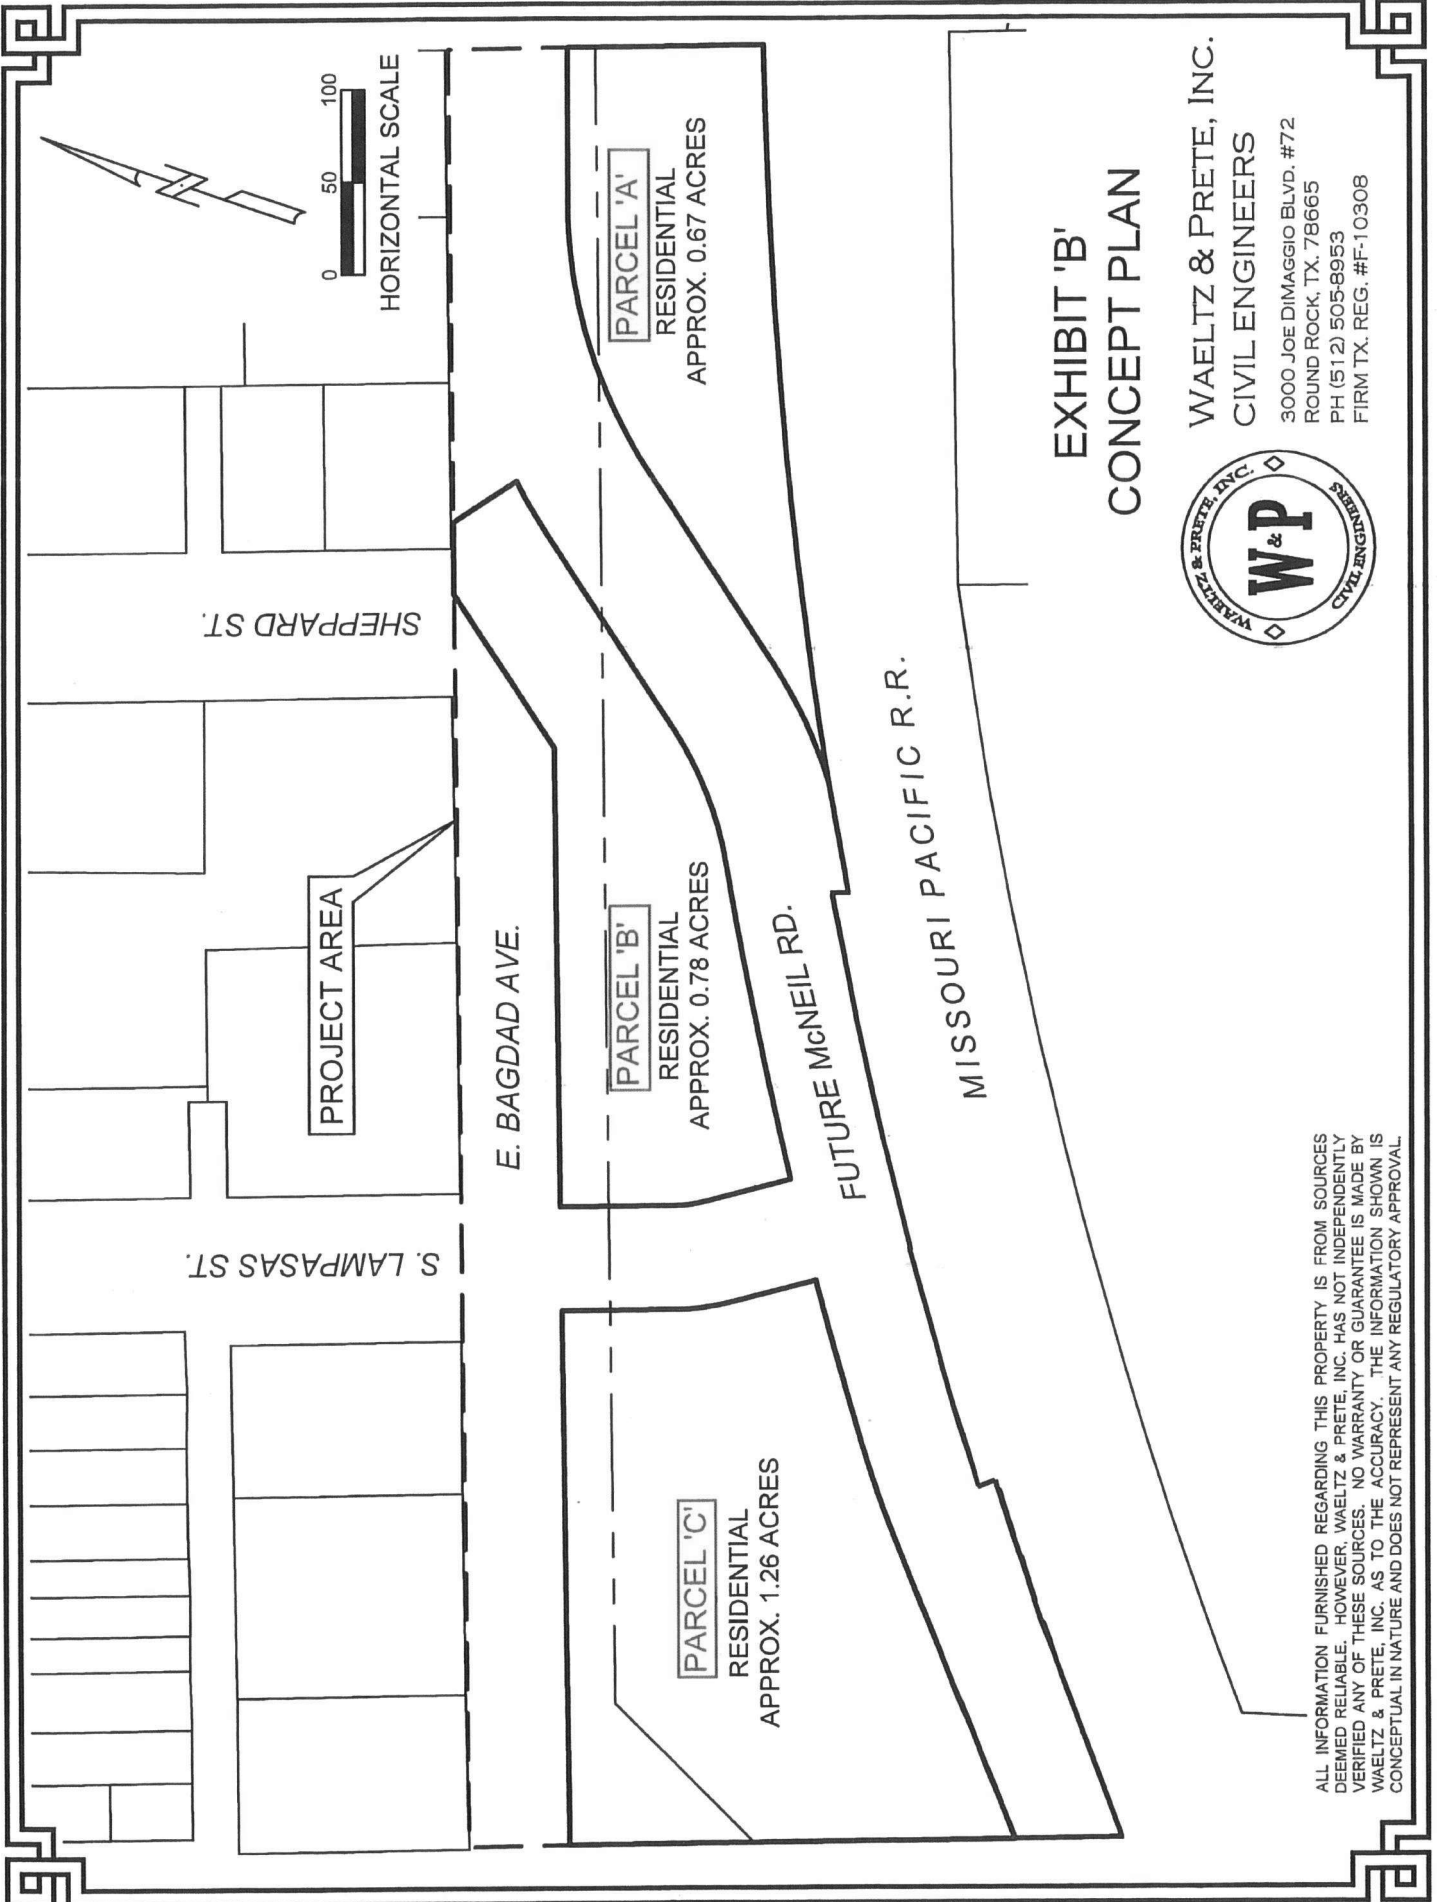 0 50 100
HORIZONTAL SCALE
SHEPPARD ST.
S. LAMPASAS ST.
PROJECT AREA
E. BAGDAD AVE.
PARCEL 'C'
RESIDENTIAL
APPROX. 1.26 ACRES
PARCEL 'B'
RESIDENTIAL
APPROX. 0.78 ACRES
PARCEL 'A'
RESIDENTIAL
APPROX. 0.67 ACRES
FUTURE McNEIL RD.
MISSOURI PACIFIC R.R.
EXHIBIT 'B'
CONCEPT PLAN
WAELTZ & PRETE, INC.
W&P
CIVIL ENGINEERS
WAELTZ & PRETE, INC.
CIVIL ENGINEERS
3000 JOE DIMAGGIO BLVD. #72
ROUND ROCK, TX. 78665
PH (512) 505-8953
FIRM TX. REG. #F-10308
ALL INFORMATION FURNISHED REGARDING THIS PROPERTY IS FROM SOURCES
DEEMED RELIABLE. HOWEVER, WAELTZ & PRETE, INC. HAS NOT INDEPENDENTLY
VERIFIED ANY OF THESE SOURCES. NO WARRANTY OR GUARANTEE IS MADE BY
WAELTZ & PRETE, INC. AS TO THE ACCURACY. THE INFORMATION SHOWN IS
CONCEPTUAL IN NATURE AND DOES NOT REPRESENT ANY REGULATORY APPROVAL.